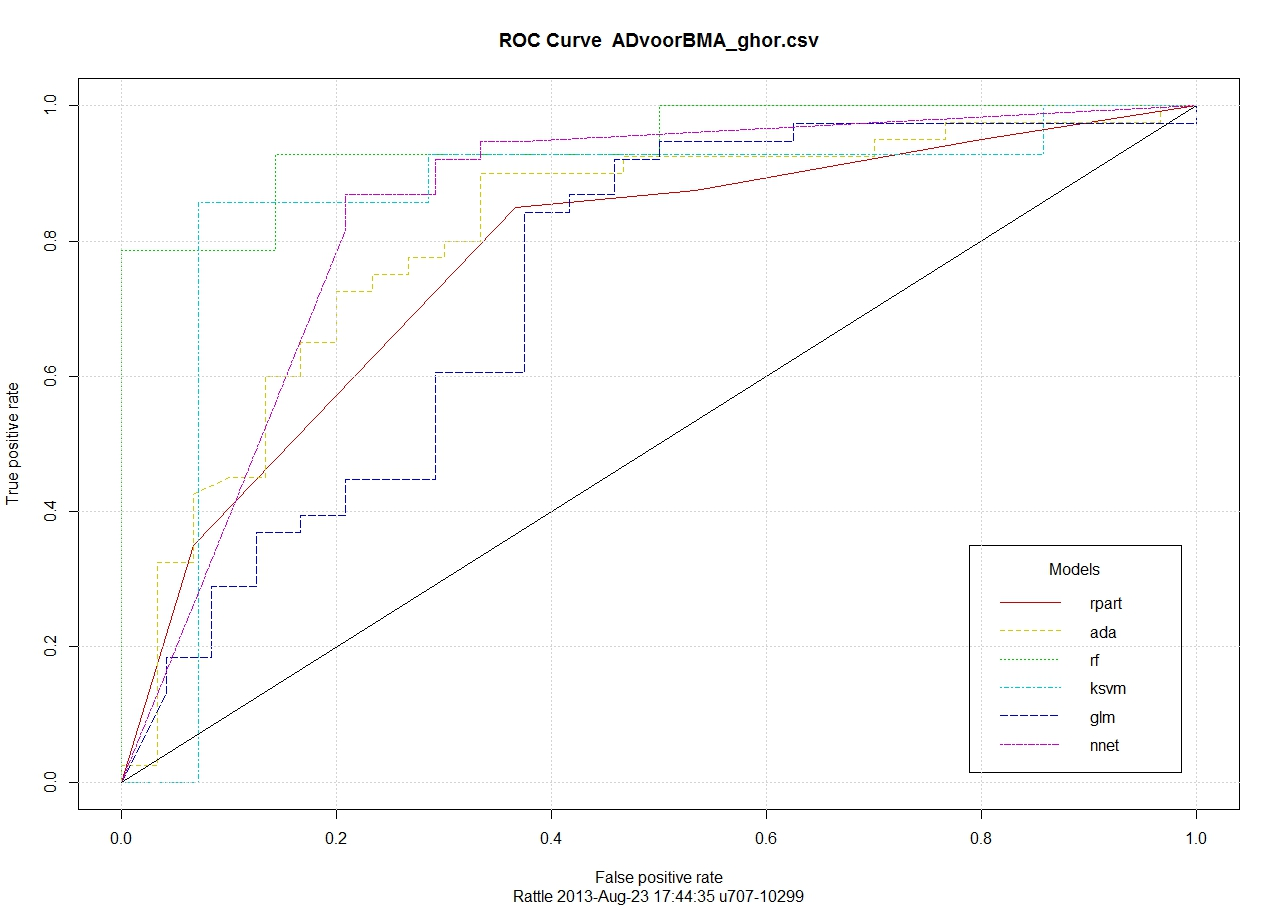 ROC Curve  ADvoorBMA_ghor.csv
True positive rate
1.0
0.8
0.6
0.4
0.2
0.0
Models
rpart
ada
rf
ksvm
glm
nnet
0.0 0.2 0.4 0.6 0.8 1.0
False positive rate
Rattle 2013-Aug-23 17:44:35 u707-10299